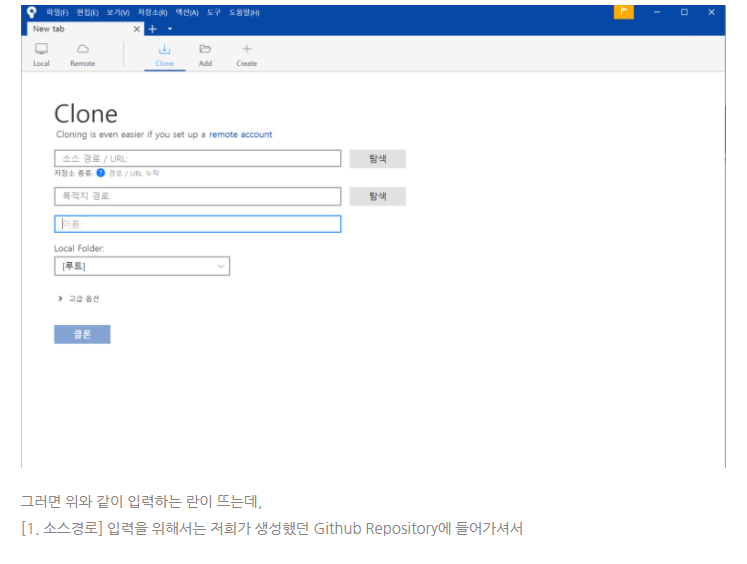 파일(F) 편집(E) 보기(V) 저장소(R) 액션(A) 도구 도움말(H)
New tab
Local Remote Clone Add Create
Clone
Cloning is even easier if you set up a remote account
소스 경로 / URL: 탐색
저장소 종류: ? 경로 / URL 누락
목적지 경로: 탐색
이름:
Local Folder:
[루트]
고급 옵션
클론
그러면 위와 같이 입력하는 란이 뜨는데,
[1. 소스경로] 입력을 위해서는 저희가 생성했던 Github Repository에 들어가셔서